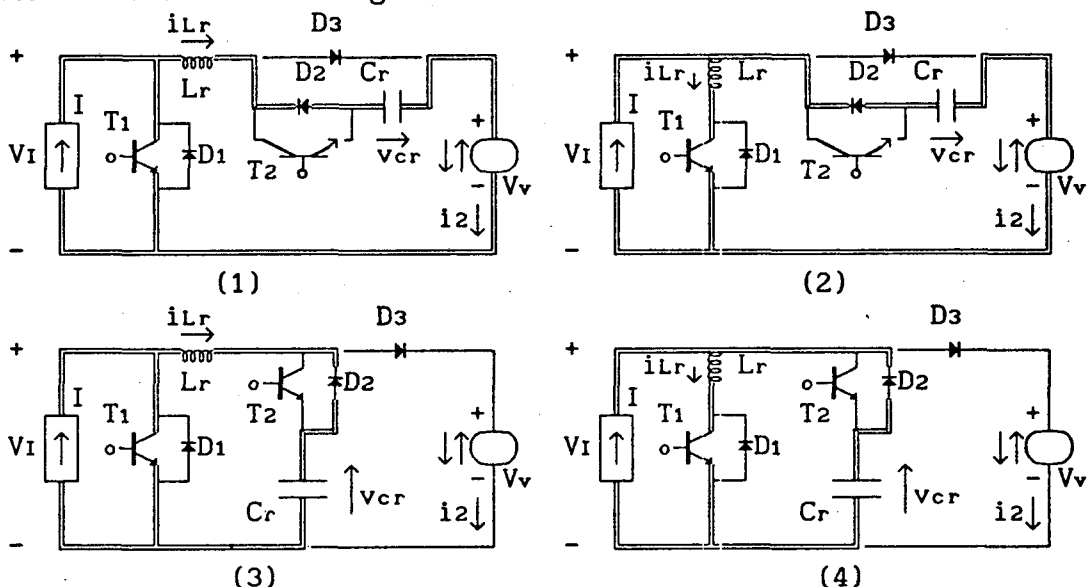 iLr
D3
+
Lr
D2
Cr
I
T1
D1
VI
T2
vcr
+
−
Vv
i2
−
(1)
D3
+
iLr
Lr
D2
Cr
I
T1
D1
VI
T2
vcr
+
−
Vv
i2
−
(2)
iLr
D3
+
Lr
D2
I
T1
T2
D1
VI
+
−
Vv
vcr
Cr
i2
−
(3)
D3
+
iLr
Lr
D2
I
T1
T2
D1
VI
+
−
Vv
vcr
Cr
i2
−
(4)